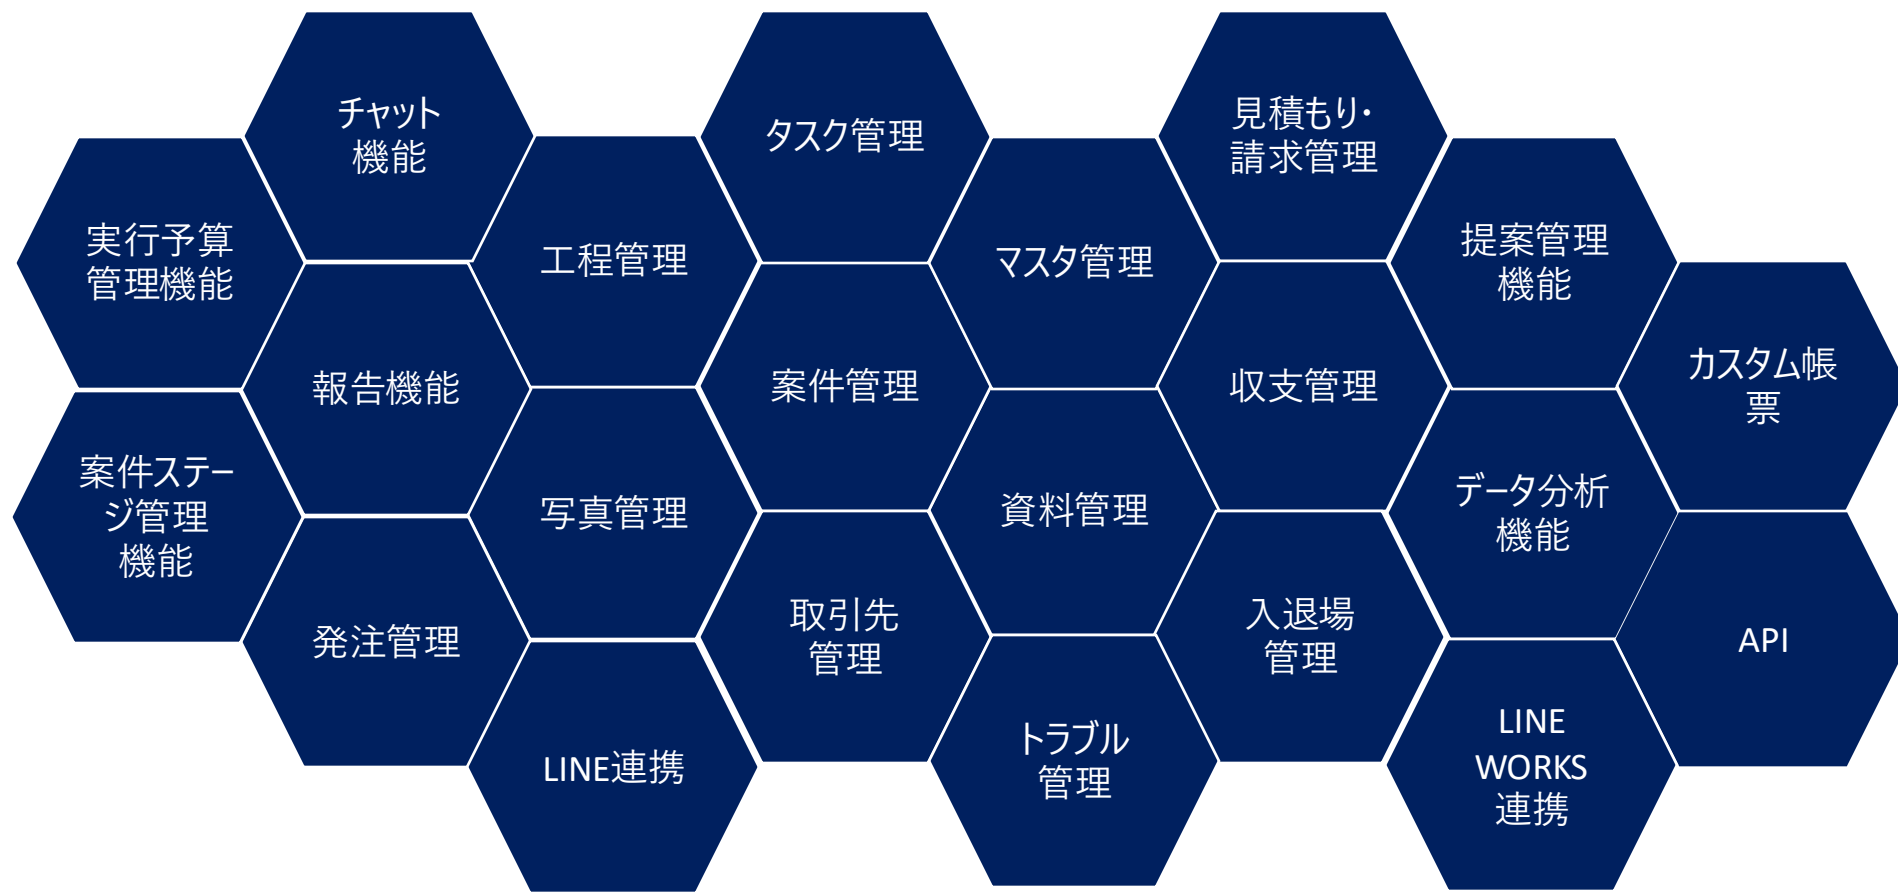 チャット
機能
タスク管理
見積もり・
請求管理
実行予算
管理機能
工程管理
マスタ管理
提案管理
機能
報告機能
案件管理
収支管理
カスタム帳
票
案件ステー
ジ管理
機能
写真管理
資料管理
データ分析
機能
発注管理
取引先
管理
入退場
管理
API
LINE連携
トラブル
管理
LINE
WORKS
連携